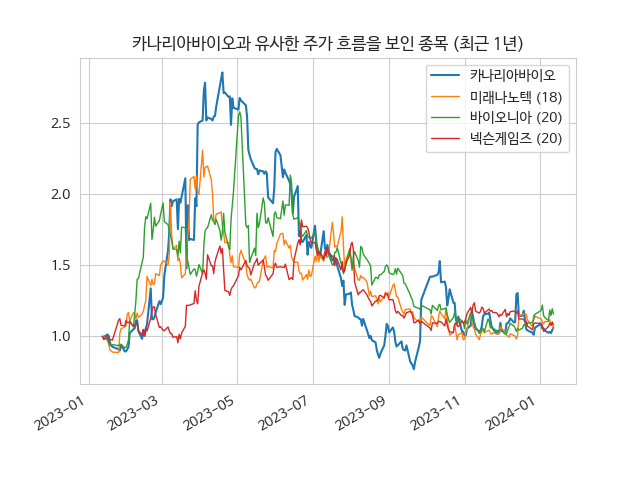 카나리아바이오과 유사한 주가 흐름을 보인 종목 (최근 1년)
카나리아바이오
미래나노텍 (18)
바이오니아 (20)
넥슨게임즈 (20)
2.5
2.0
1.5
1.0
2023-01
2023-03
2023-05
2023-07
2023-09
2023-11
2024-01